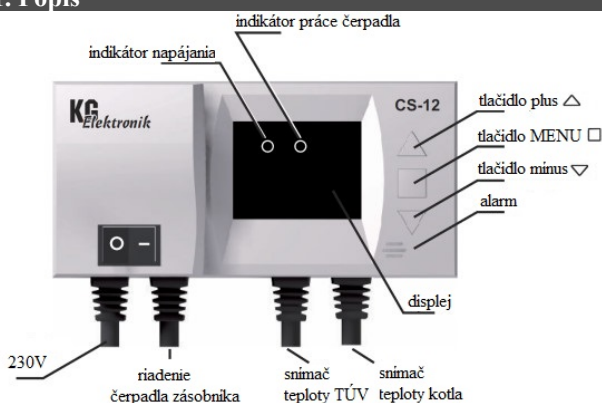 1. Popis
indikátor práce čerpadla
indikátor napájania
KG
Elektronik
CS-12
tlačidlo plus △
tlačidlo MENU □
tlačidlo mínus ▽
alarm
displej
230V
riadenie
čerpadla zásobnika
snímač
teploty TÚV
snímač
teploty kotla